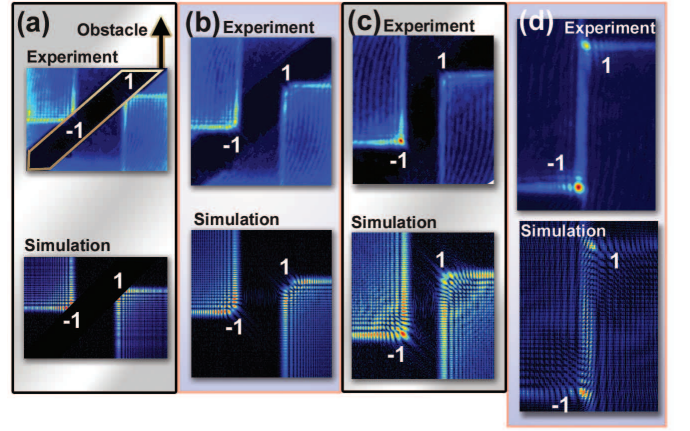 (a)
Obstacle
Experiment
1
-1
Simulation
1
-1
(b)
Experiment
1
-1
Simulation
1
-1
(c)
Experiment
1
-1
Simulation
1
-1
(d)
Experiment
1
-1
Simulation
1
-1